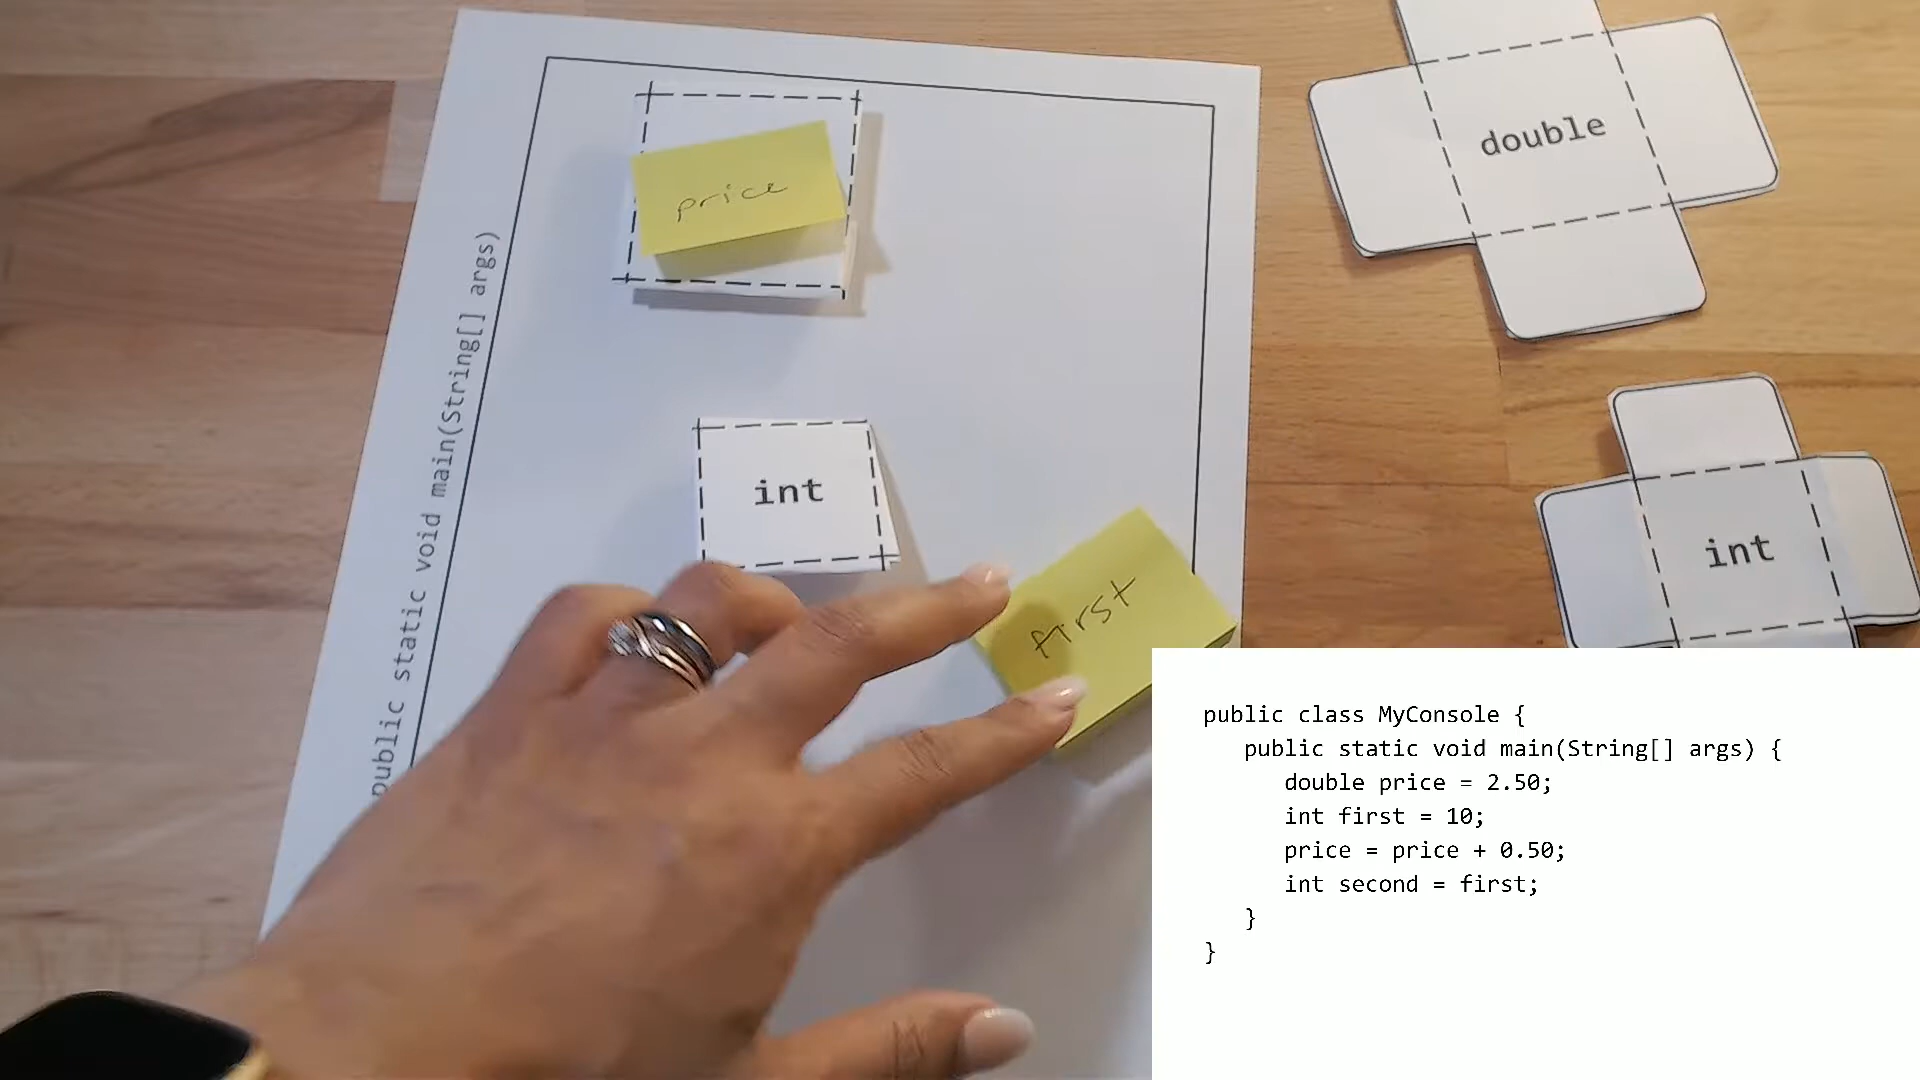 public static void main(String[] args)
price
int
first
double
int
public class MyConsole {
public static void main(String[] args) {
double price = 2.50;
int first = 10;
price = price + 0.50;
int second = first;
}
}